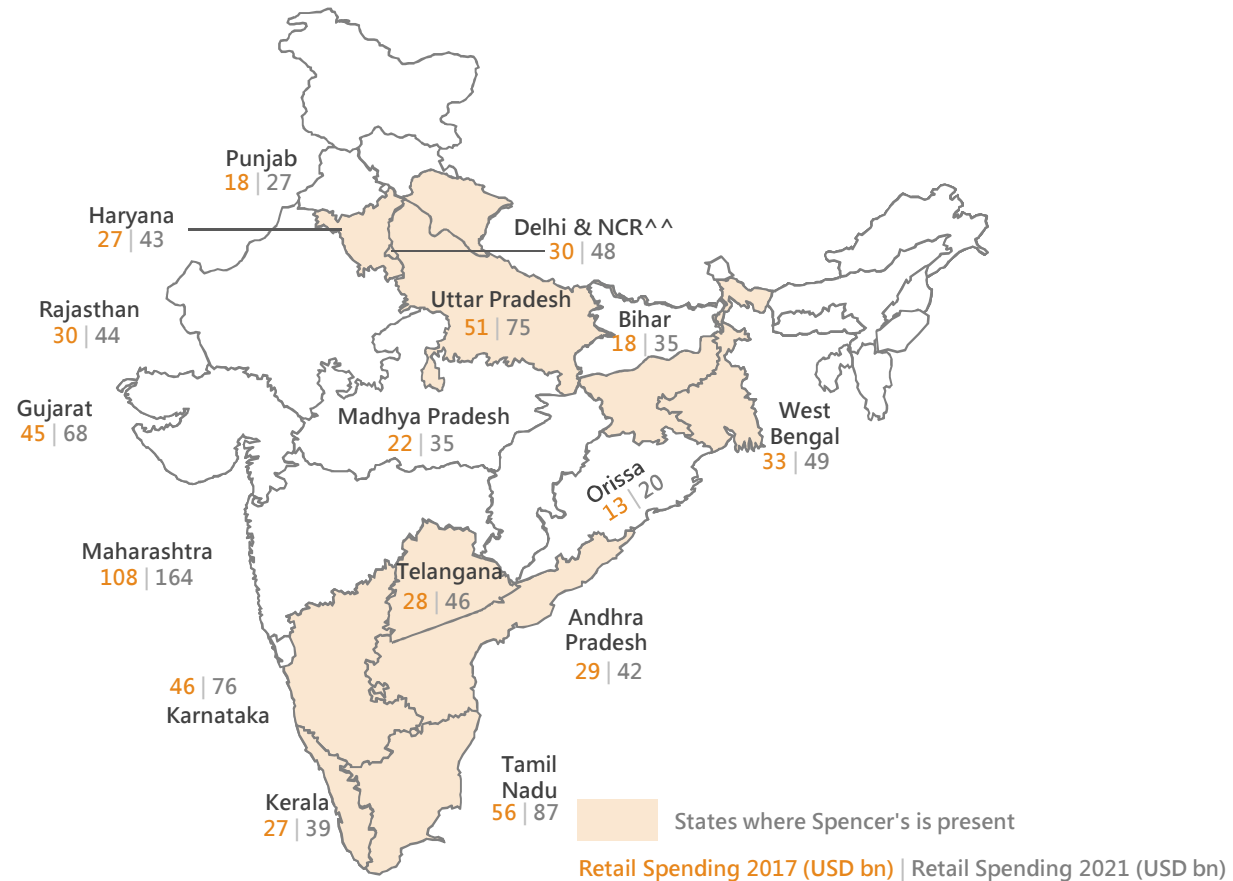 Punjab
18 | 27
Haryana
27 | 43
Delhi & NCR^^
30 | 48
Rajasthan
30 | 44
Uttar Pradesh
51 | 75
Bihar
18 | 35
Gujarat
45 | 68
Madhya Pradesh
22 | 35
West
Bengal
33 | 49
Orissa
13 | 20
Maharashtra
108 | 164
Telangana
28 | 46
Andhra
Pradesh
29 | 42
46 | 76
Karnataka
Tamil
Nadu
56 | 87
Kerala
27 | 39
States where Spencer's is present
Retail Spending 2017 (USD bn) | Retail Spending 2021 (USD bn)